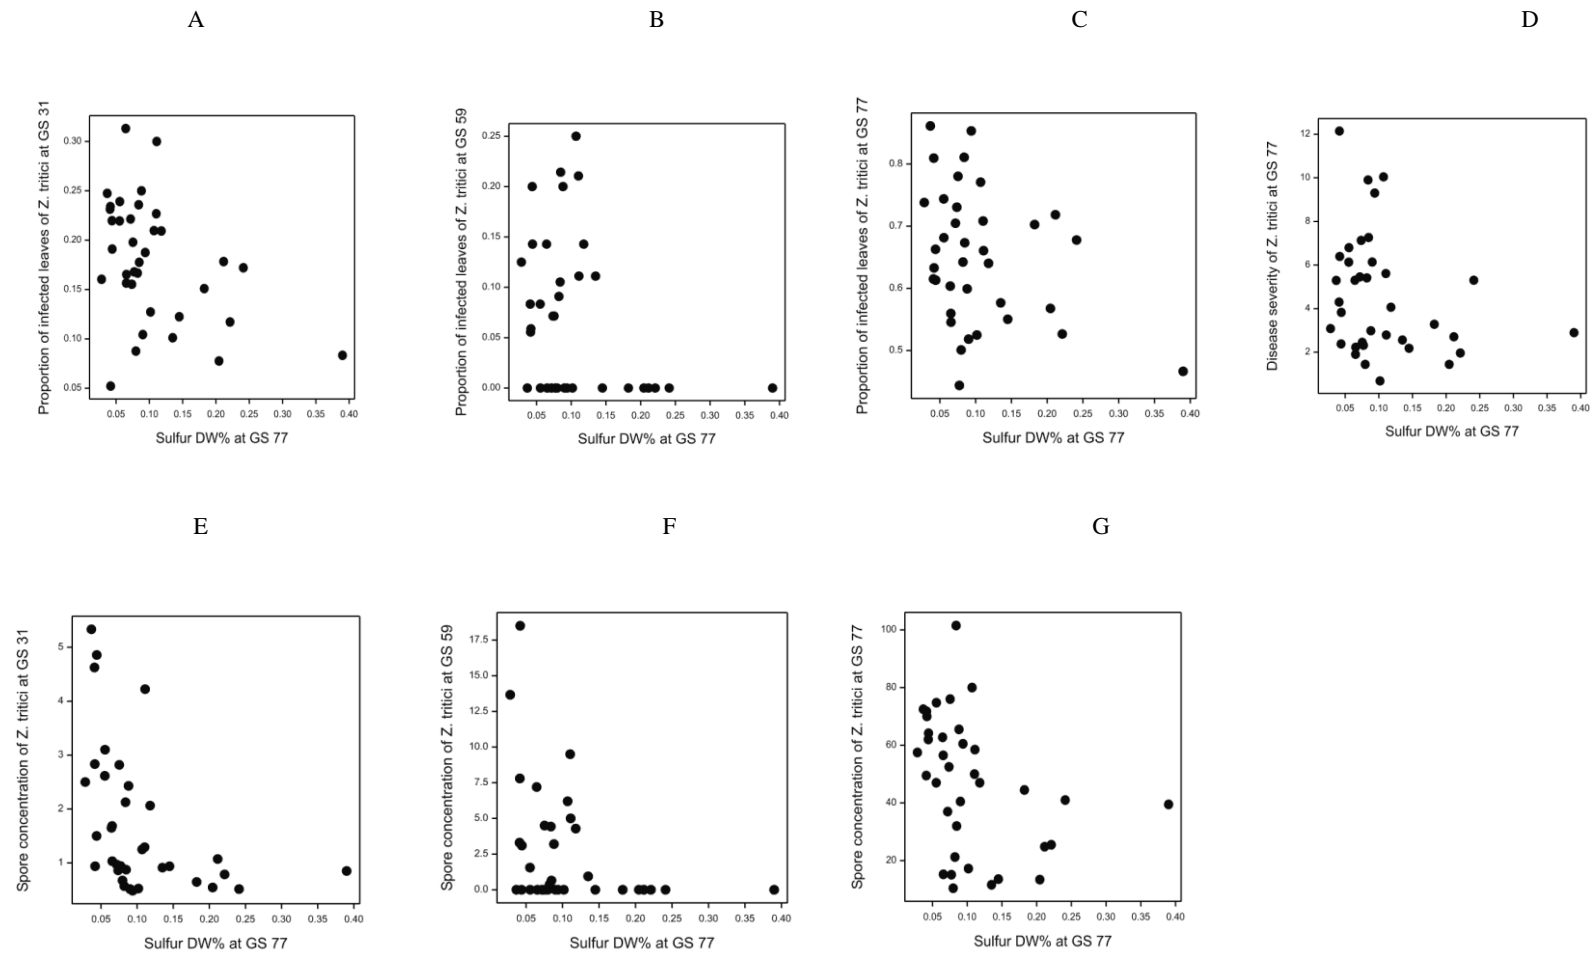 A
B
C
D
Proportion of infected leaves of Z. tritici at GS 31
0.30
0.25
0.20
0.15
0.10
0.05
0.05 0.10 0.15 0.20 0.25 0.30 0.35 0.40
Sulfur DW% at GS 77
Proportion of infected leaves of Z. tritici at GS 59
0.25
0.20
0.15
0.10
0.05
0.00
0.05 0.10 0.15 0.20 0.25 0.30 0.35 0.40
Sulfur DW% at GS 77
Proportion of infected leaves of Z. tritici at GS 77
0.8
0.7
0.6
0.5
0.05 0.10 0.15 0.20 0.25 0.30 0.35 0.40
Sulfur DW% at GS 77
Disease severity of Z. tritici at GS 77
12
10
8
6
4
2
0.05 0.10 0.15 0.20 0.25 0.30 0.35 0.40
Sulfur DW% at GS 77
E
F
G
Spore concentration of Z. tritici at GS 31
5
4
3
2
1
0.05 0.10 0.15 0.20 0.25 0.30 0.35 0.40
Sulfur DW% at GS 77
Spore concentration of Z. tritici at GS 59
17.5
15.0
12.5
10.0
7.5
5.0
2.5
0.0
0.05 0.10 0.15 0.20 0.25 0.30 0.35 0.40
Sulfur DW% at GS 77
Spore concentration of Z. tritici at GS 77
100
80
60
40
20
0.05 0.10 0.15 0.20 0.25 0.30 0.35 0.40
Sulfur DW% at GS 77